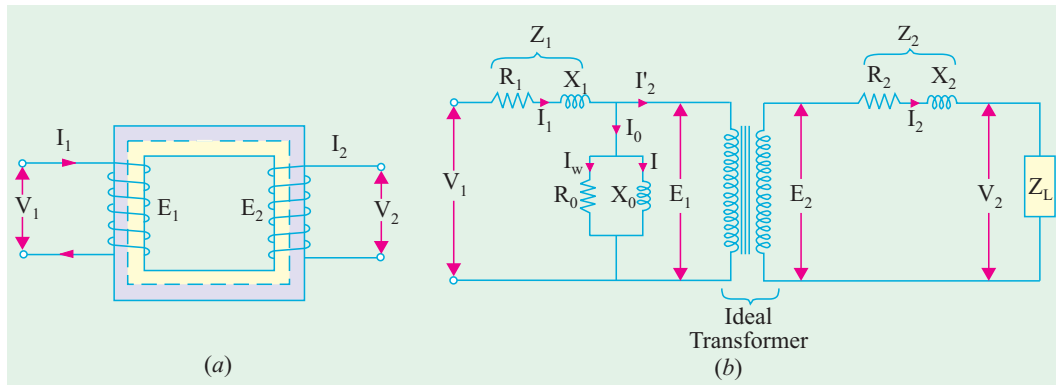 I1
I2
V1
E1
E2
V2
(a)
Z1
R1
X1
I'2
I1
I0
Iw
I
R0
X0
V1
E1
E2
Z2
R2
X2
I2
V2
ZL
Ideal
Transformer
(b)